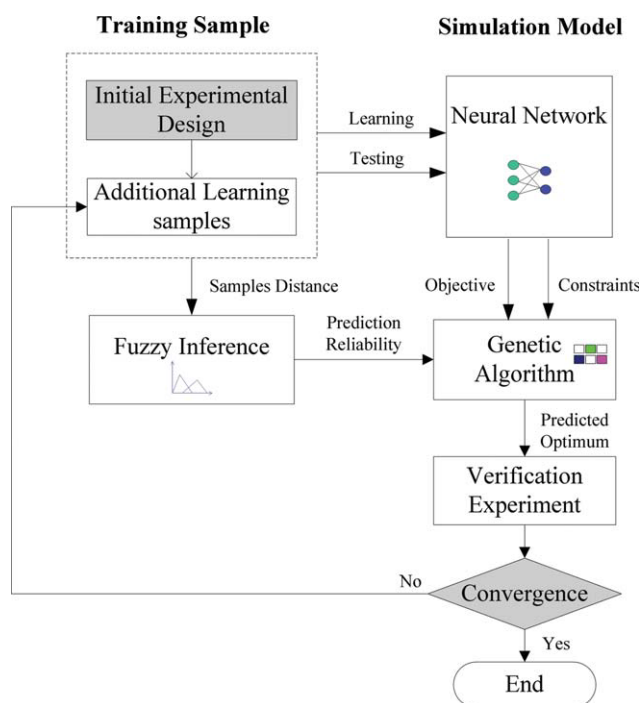 Training Sample
Simulation Model
Initial Experimental
Design
Additional Learning
samples
Learning
Testing
Neural Network
Samples Distance
Objective
Constraints
Fuzzy Inference
Prediction
Reliability
Genetic
Algorithm
Predicted
Optimum
Verification
Experiment
No
Convergence
Yes
End